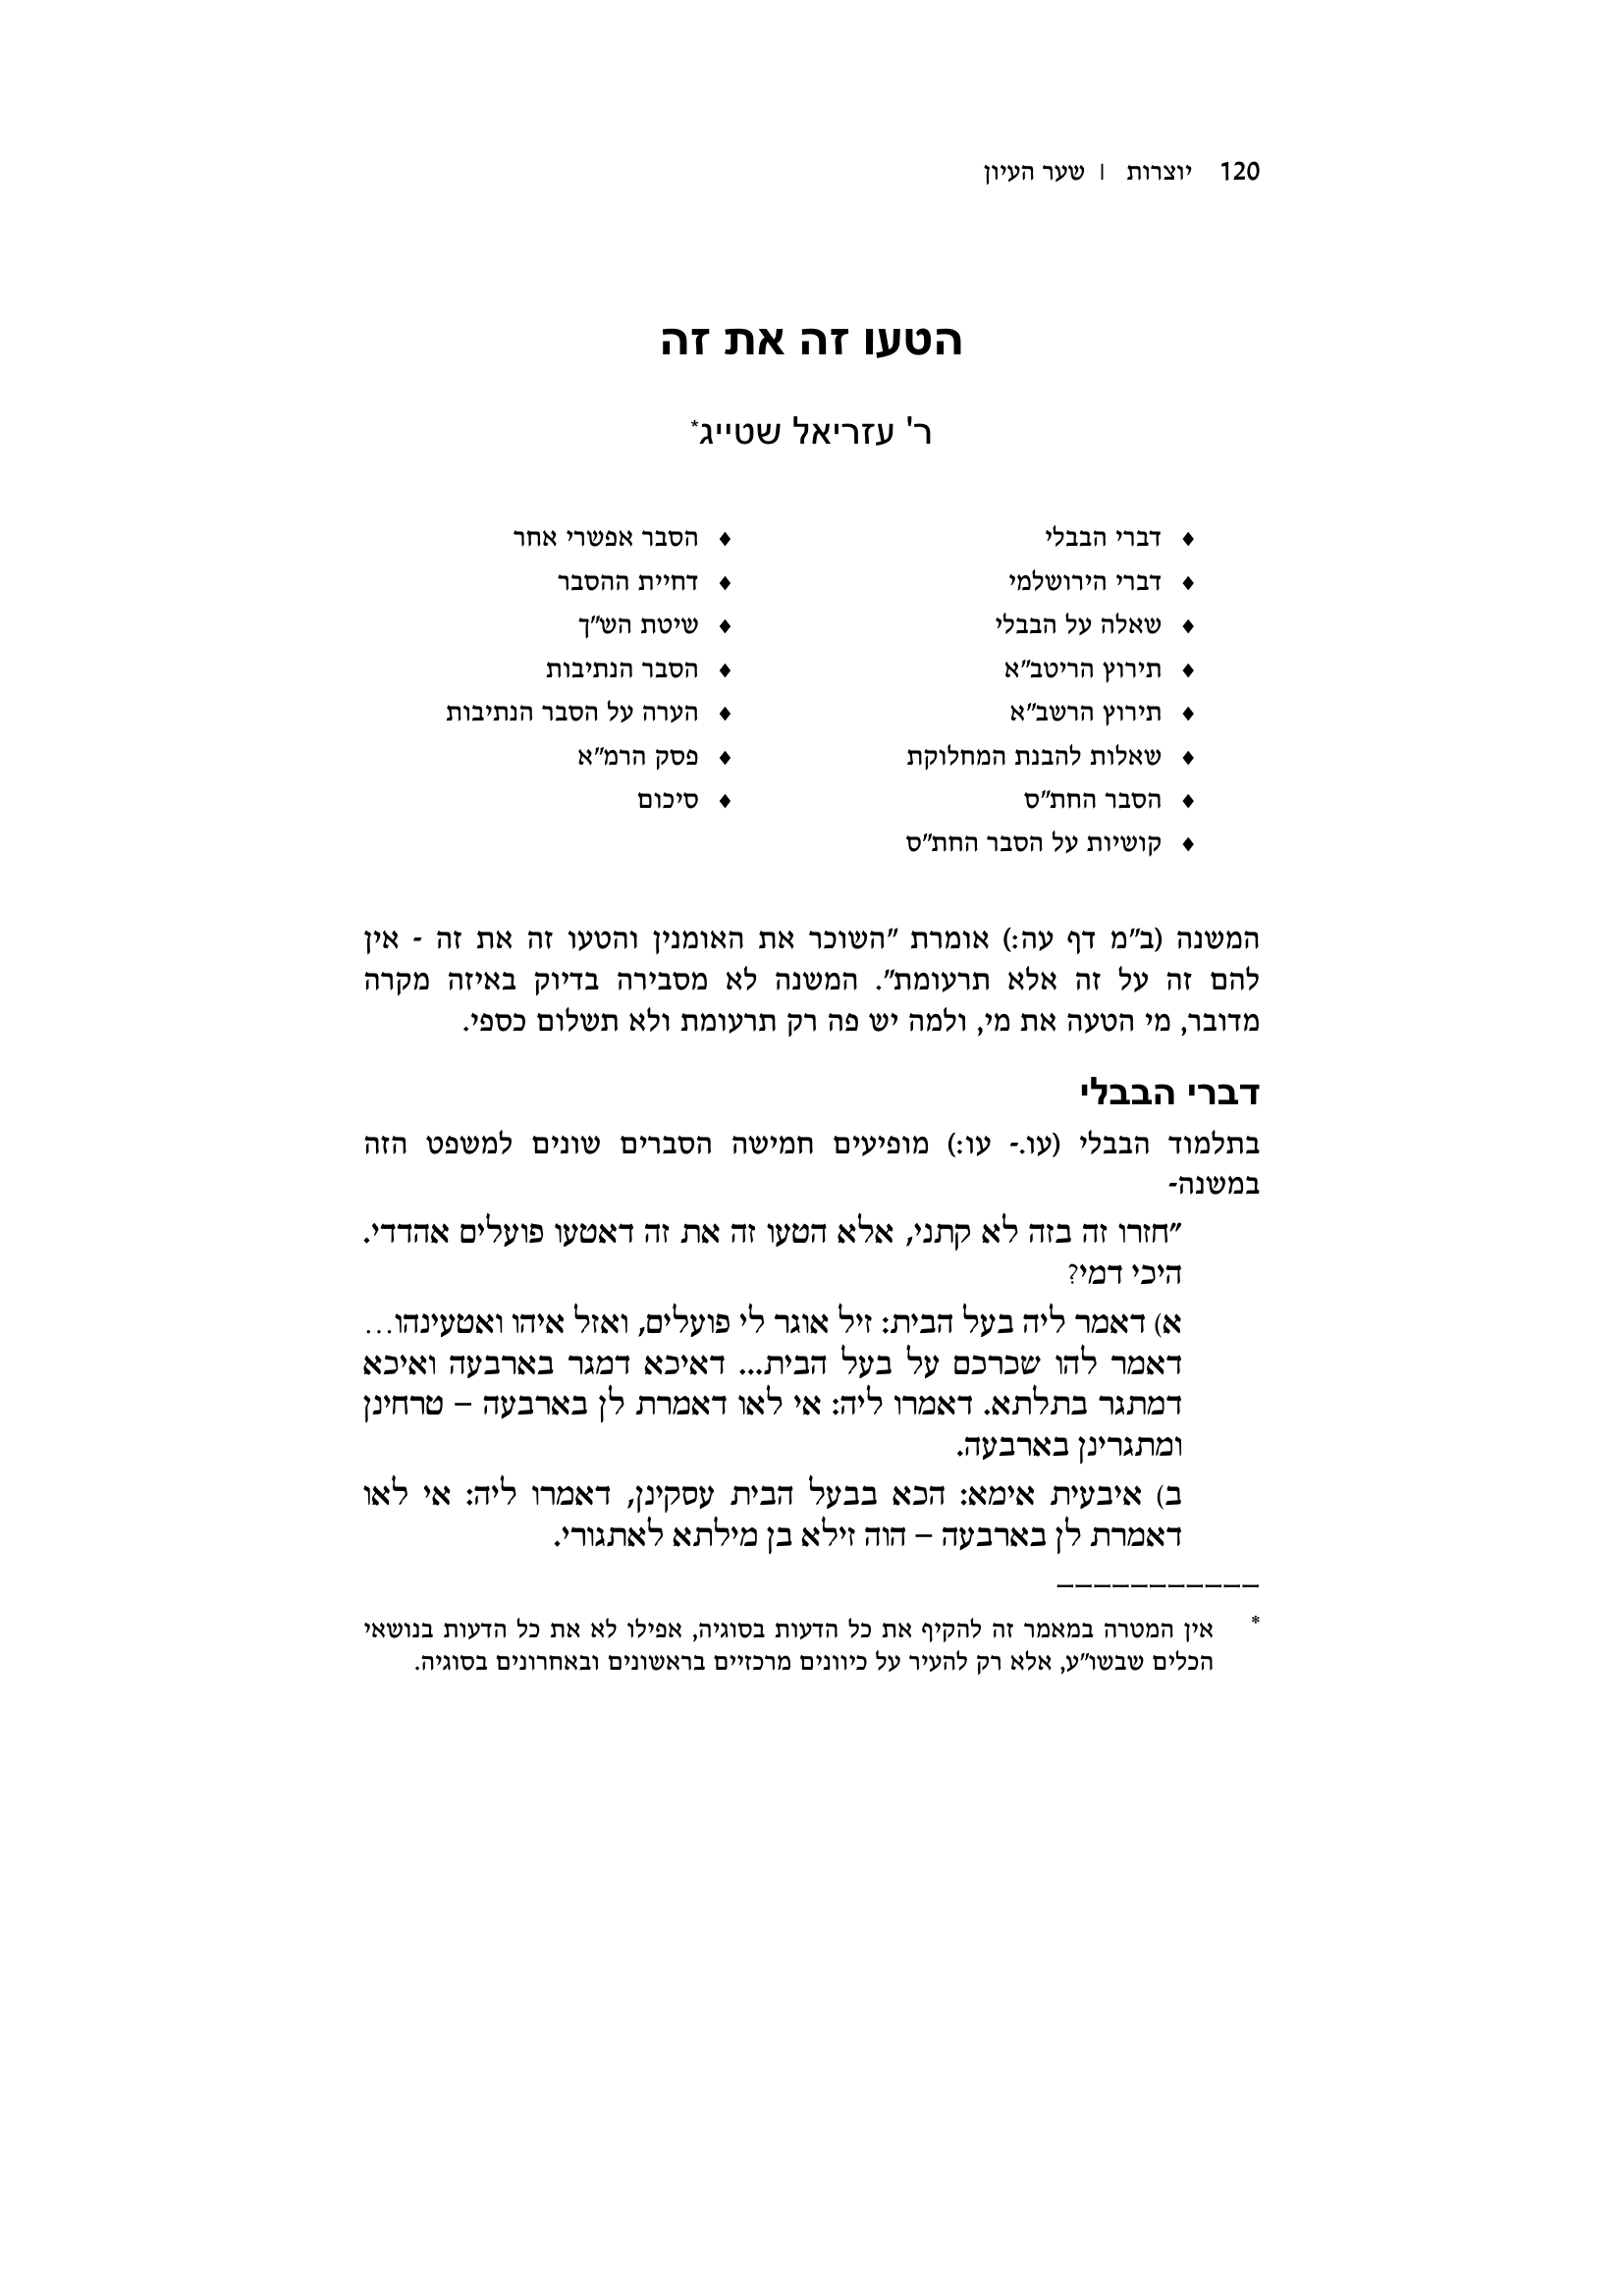 120 יוצרות | שער העיון
הטעו זה את זה
ר' עזריאל שטייג*
♦ דברי הבבלי
♦ דברי הירושלמי
♦ שאלה על הבבלי
♦ תירוץ הריטב"א
♦ תירוץ הרשב"א
♦ שאלות להבנת המחלוקת
♦ הסבר החת"ס
♦ קושיות על הסבר החת"ס
♦ הסבר אפשרי אחר
♦ דחיית ההסבר
♦ שיטת הש"ך
♦ הסבר הנתיבות
♦ הערה על הסבר הנתיבות
♦ פסק הרמ"א
♦ סיכום
המשנה (ב"מ דף עה:) אומרת "השוכר את האומנין והטעו זה את זה - אין
להם זה על זה אלא תרעומת". המשנה לא מסבירה בדיוק באיזה מקרה
מדובר, מי הטעה את מי, ולמה יש פה רק תרעומת ולא תשלום כספי.
דברי הבבלי
בתלמוד הבבלי (עו.- עו:) מופיעים חמישה הסברים שונים למשפט הזה
במשנה-
"חזרו זה בזה לא קתני, אלא הטעו זה את זה דאטעו פועלים אהדדי.
היכי דמי?
א) דאמר ליה בעל הבית: זיל אוגר לי פועלים, ואזל איהו ואטעינהו...
דאמר להו שכרכם על בעל הבית... דאיכא דמגר בארבעה ואיכא
דמתגר בתלתא. דאמרו ליה: אי לאו דאמרת לן בארבעה – טרחינן
ומתגרינן בארבעה.
ב) איבעית אימא: הכא בבעל הבית עסקינן, דאמרו ליה: אי לאו
דאמרת לן בארבעה – הוה זילא בן מילתא לאתגורי.
* אין המטרה במאמר זה להקיף את כל הדעות בסוגיה, אפילו לא את כל הדעות בנושאי
הכלים שבשו"ע, אלא רק להעיר על כיוונים מרכזיים בראשונים ובאחרונים בסוגיה.